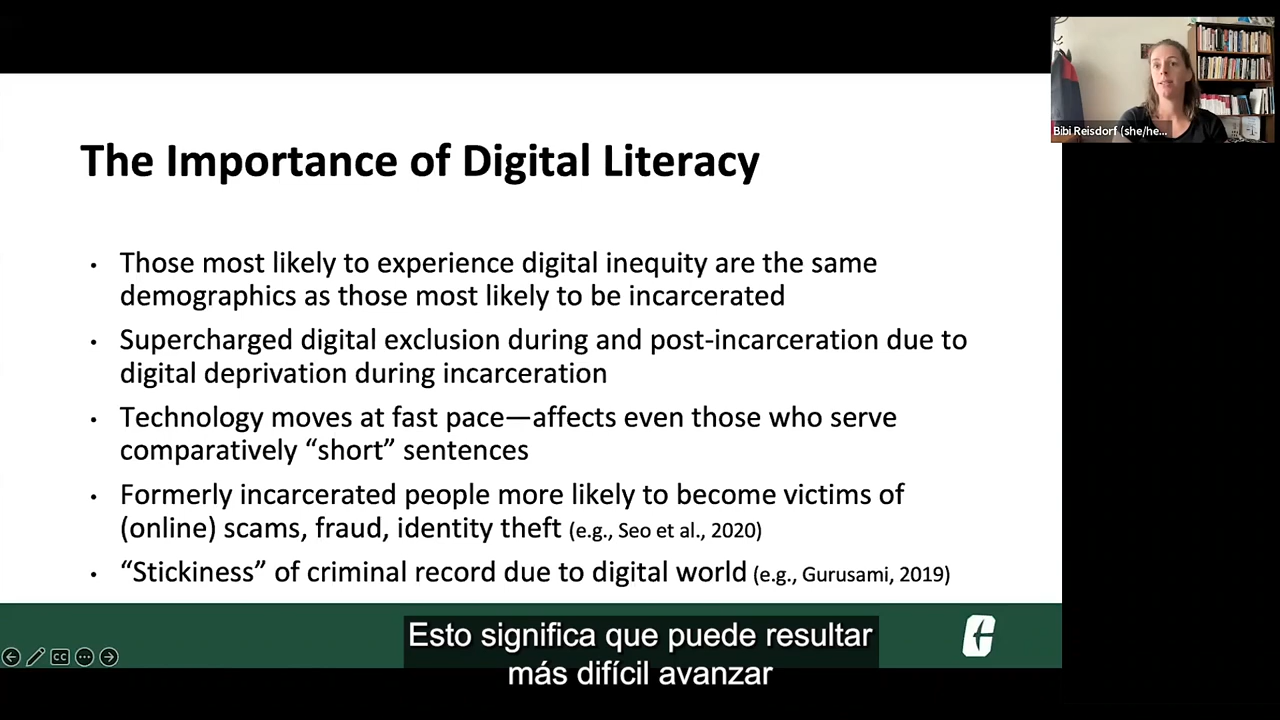 Bibi Reisdorf (she/he...
The Importance of Digital Literacy
• Those most likely to experience digital inequity are the same
demographics as those most likely to be incarcerated
• Supercharged digital exclusion during and post-incarceration due to
digital deprivation during incarceration
• Technology moves at fast pace—affects even those who serve
comparatively “short” sentences
• Formerly incarcerated people more likely to become victims of
(online) scams, fraud, identity theft (e.g., Seo et al., 2020)
• “Stickiness” of criminal record due to digital world (e.g., Gurusami, 2019)
CC
Esto significa que puede resultar
más difícil avanzar